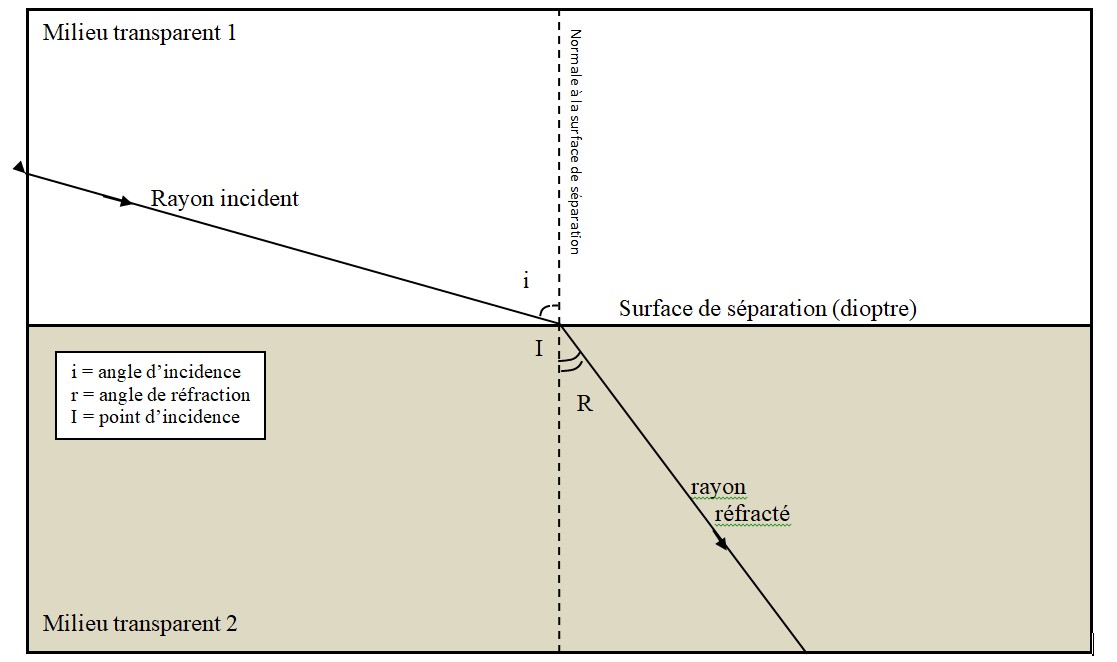 Milieu transparent 1
Normale à la surface de séparation
Rayon incident
i
Surface de séparation (dioptre)
I
i = angle d’incidence
r = angle de réfraction
I = point d’incidence
R
rayon
réfracté
Milieu transparent 2